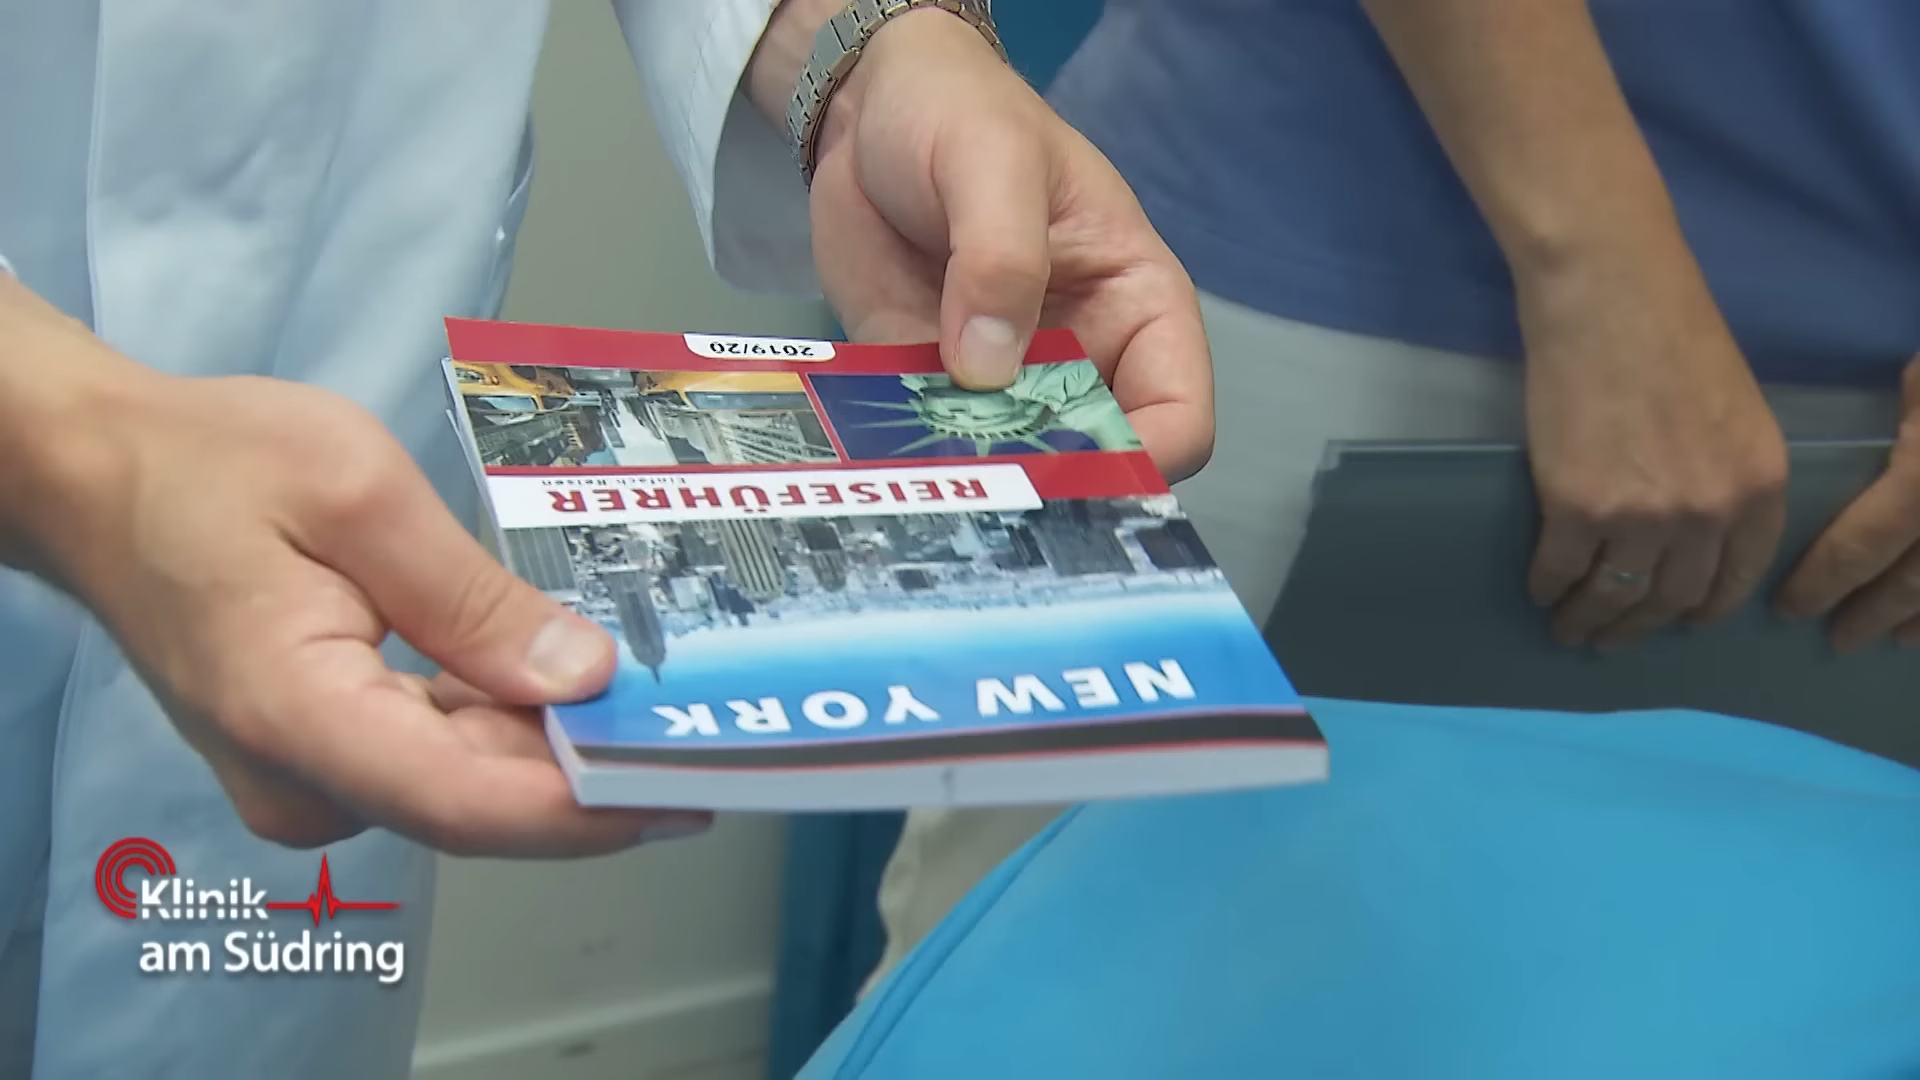 2019/20
REISEFÜHRER
Einfach Reisen
NEW YORK
Klinik
am Südring